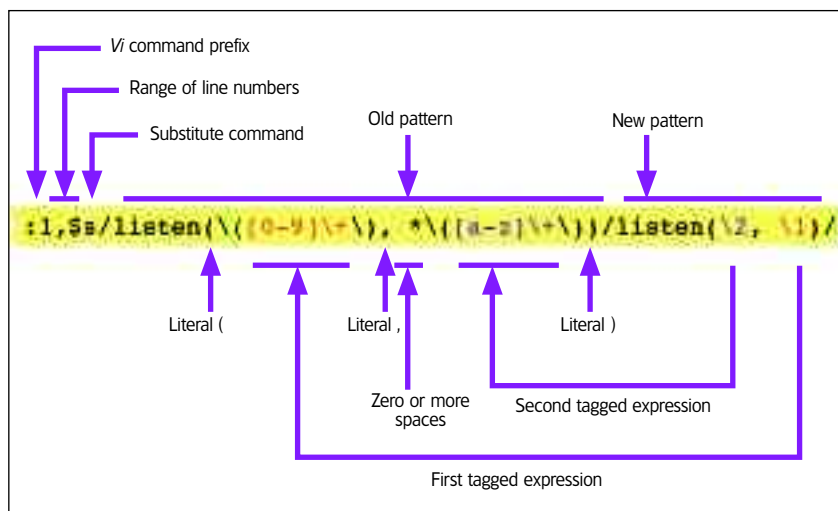 Vi command prefix
Range of line numbers
Substitute command
Old pattern
New pattern
:1,$s/listen(\([0-9]\+\), *\([a-z]\+\))/listen(\2, \1)/
Literal (
Literal ,
Literal )
Zero or more
spaces
Second tagged expression
First tagged expression